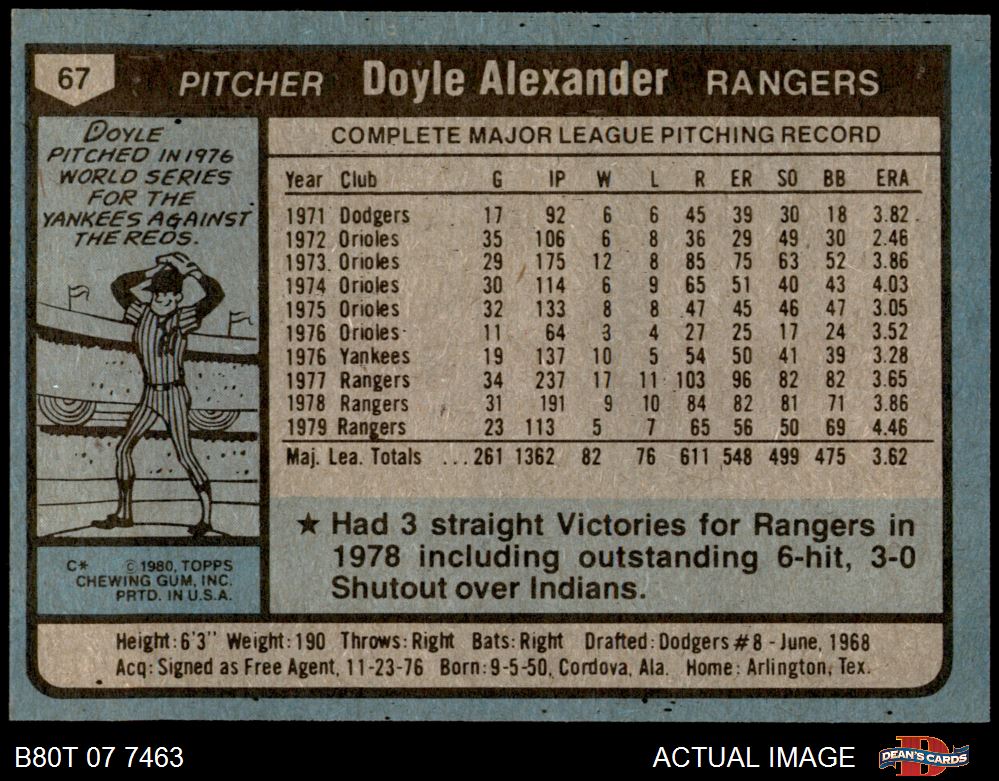 67 PITCHER Doyle Alexander RANGERS
DOYLE
PITCHED IN 1976
WORLD SERIES
FOR THE
YANKEES AGAINST
THE REDS.
C* © 1980, TOPPS
CHEWING GUM, INC.
PRTD. IN U.S.A.
COMPLETE MAJOR LEAGUE PITCHING RECORD
Year Club G IP W L R ER SO BB ERA
1971 Dodgers 17 92 6 6 45 39 30 18 3.82
1972 Orioles 35 106 6 8 36 29 49 30 2.46
1973 Orioles 29 175 12 8 85 75 63 52 3.86
1974 Orioles 30 114 6 9 65 51 40 43 4.03
1975 Orioles 32 133 8 8 47 45 46 47 3.05
1976 Orioles 11 64 3 4 27 25 17 24 3.52
1976 Yankees 19 137 10 5 54 50 41 39 3.28
1977 Rangers 34 237 17 11 103 96 82 82 3.65
1978 Rangers 31 191 9 10 84 82 81 71 3.86
1979 Rangers 23 113 5 7 65 56 50 69 4.46
Maj. Lea. Totals ...261 1362 82 76 611 548 499 475 3.62
★ Had 3 straight Victories for Rangers in
1978 including outstanding 6-hit, 3-0
Shutout over Indians.
Height: 6'3" Weight: 190 Throws: Right Bats: Right Drafted: Dodgers #8 - June, 1968
Acq: Signed as Free Agent, 11-23-76 Born: 9-5-50, Cordova, Ala. Home: Arlington, Tex.
B80T 07 7463 ACTUAL IMAGE D DEAN'S CARDS